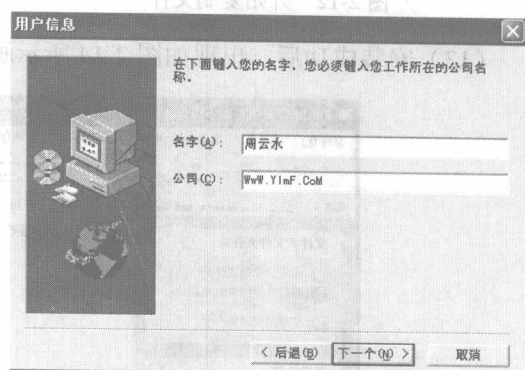 用户信息
在下面键入您的名字．您必须键入您工作所在的公司名
称．
名字(A)：
周云水
公司(C)：
WwW.YlmF.CoM
< 后退(B)
下一个(N) >
取消